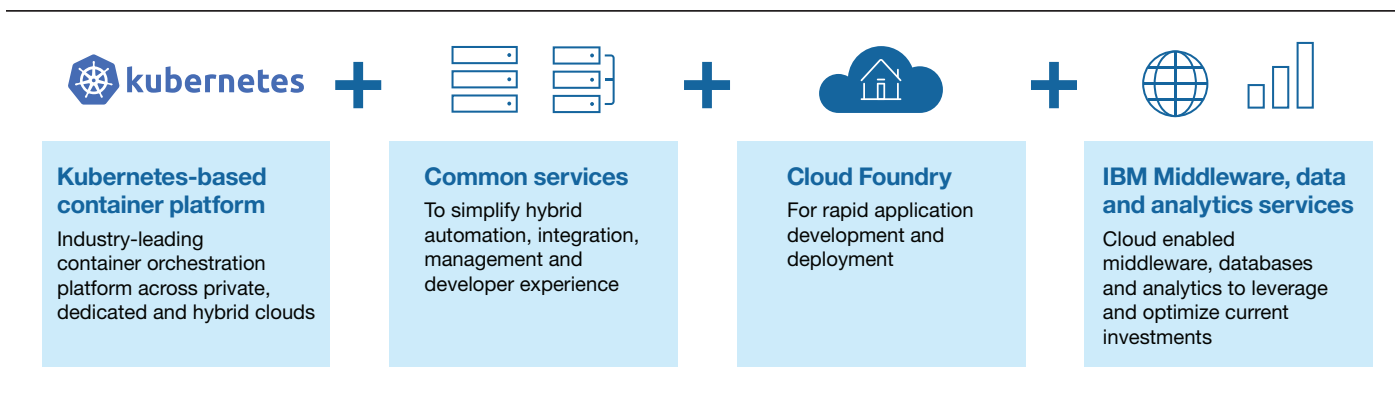 kubernetes
Kubernetes-based
container platform
Industry-leading
container orchestration
platform across private,
dedicated and hybrid clouds
Common services
To simplify hybrid
automation, integration,
management and
developer experience
Cloud Foundry
For rapid application
development and
deployment
IBM Middleware, data
and analytics services
Cloud enabled
middleware, databases
and analytics to leverage
and optimize current
investments